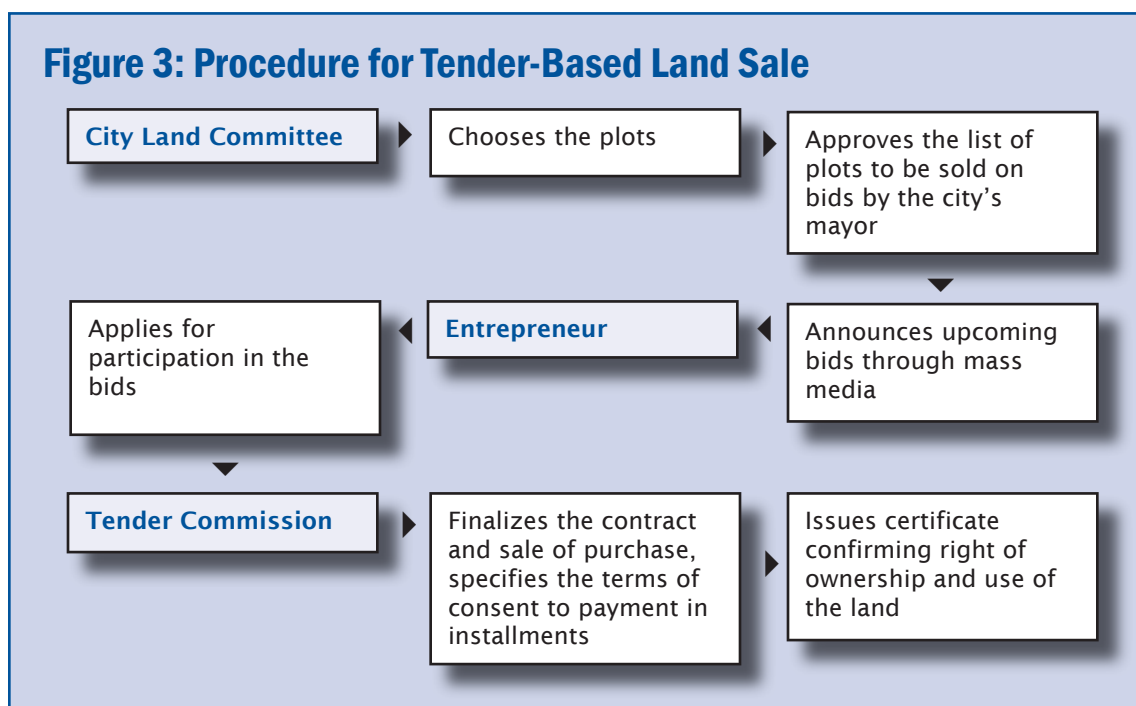 Figure 3: Procedure for Tender-Based Land Sale
City Land Committee
Chooses the plots
Approves the list of
plots to be sold on
bids by the city’s
mayor
Announces upcoming
bids through mass
media
Entrepreneur
Applies for
participation in the
bids
Tender Commission
Finalizes the contract
and sale of purchase,
specifies the terms of
consent to payment in
installments
Issues certificate
confirming right of
ownership and use of
the land